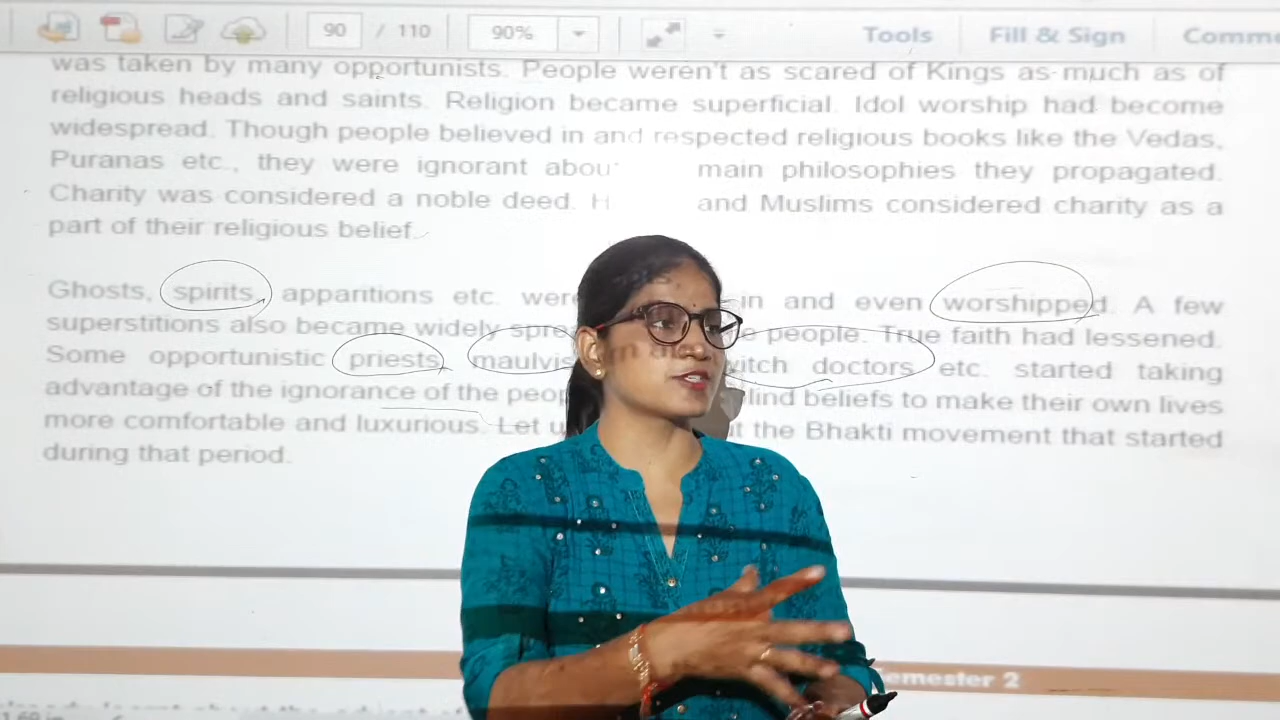 90 / 110 90% Tools Fill & Sign
was taken by many opportunists. People weren't as scared of Kings as much as of
religious heads and saints. Religion became superficial. Idol worship had become
widespread. Though people believed in and respected religious books like the Vedas,
Puranas etc., they were ignorant main philosophies they propagated.
Charity was considered a noble deed. and Muslims considered charity as a
part of their religious belief.
Ghosts, spirits, apparitions etc. were in and even worshipped. A few
superstitions also became widely people. True faith had lessened.
Some opportunistic priests, maulvis doctors etc. started taking
advantage of the ignorance of the beliefs to make their own lives
more comfortable and luxurious. Let the Bhakti movement that started
during that period.
Semester 2